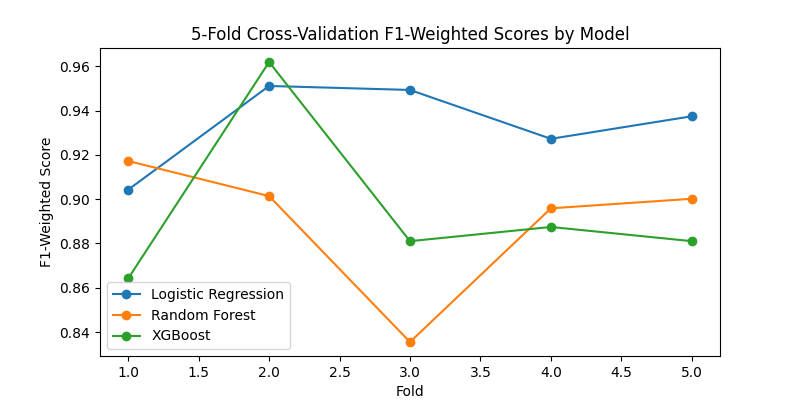 5-Fold Cross-Validation F1-Weighted Scores by Model
F1-Weighted Score
0.96
0.94
0.92
0.90
0.88
0.86
0.84
Logistic Regression
Random Forest
XGBoost
1.0 1.5 2.0 2.5 3.0 3.5 4.0 4.5 5.0
Fold